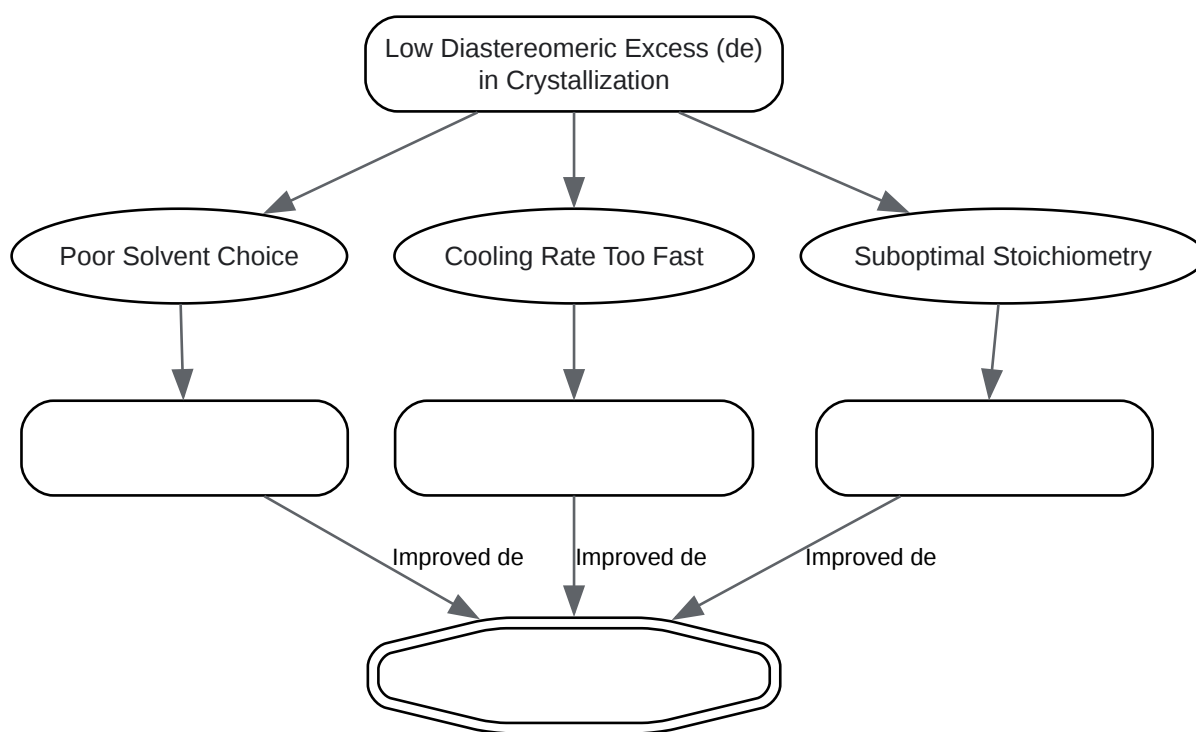 Low Diastereomeric Excess (de)
in Crystallization
Poor Solvent Choice
Cooling Rate Too Fast
Suboptimal Stoichiometry
Improved de
Improved de
Improved de